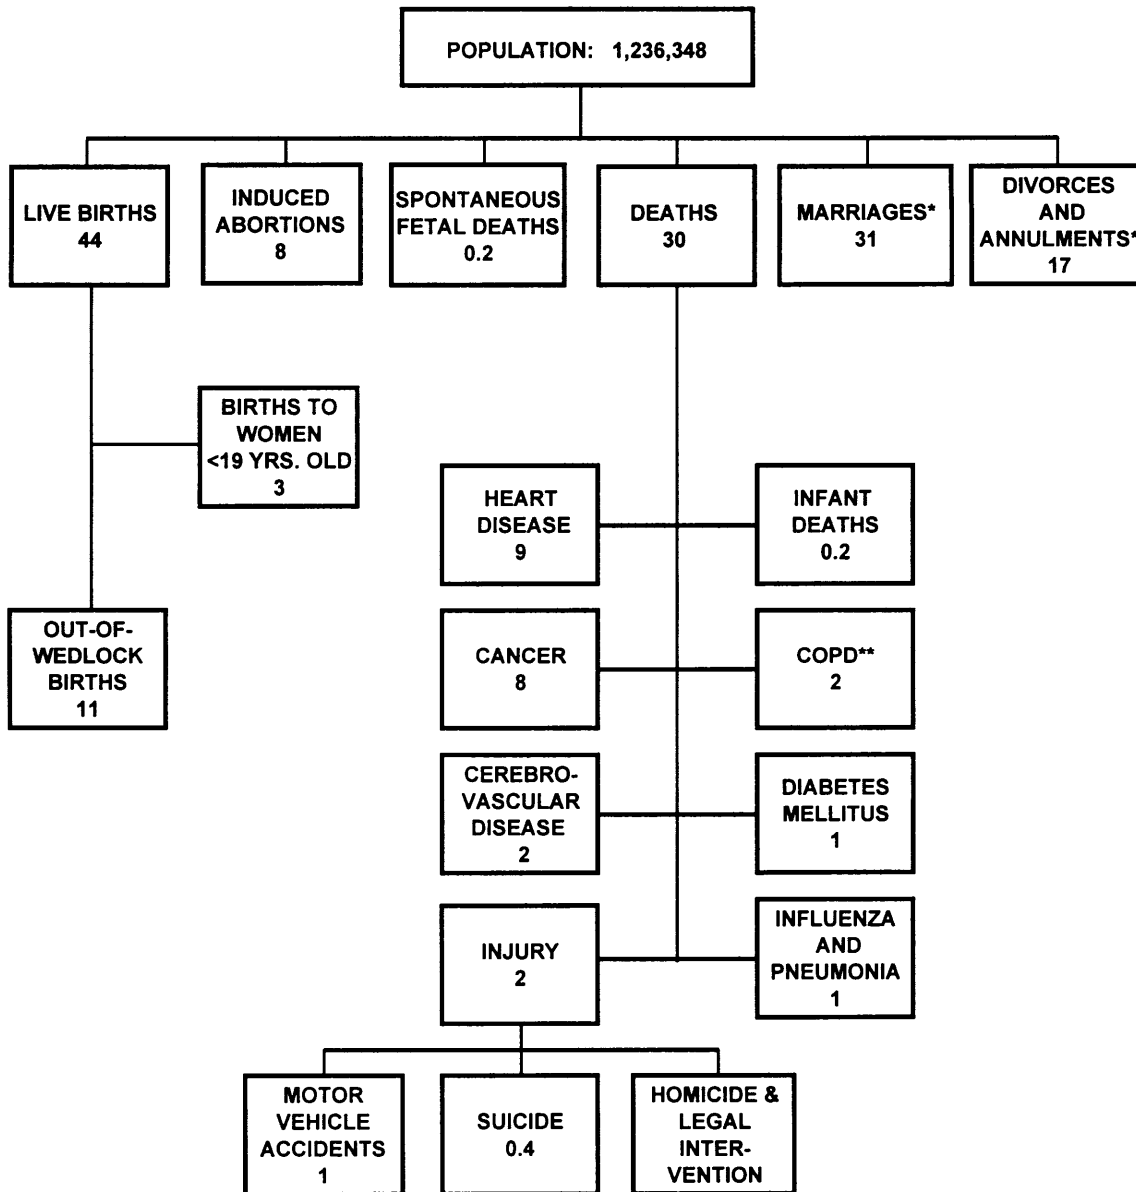 POPULATION: 1,236,348
LIVE BIRTHS
44
INDUCED
ABORTIONS
8
SPONTANEOUS
FETAL DEATHS
0.2
DEATHS
30
MARRIAGES*
31
DIVORCES
AND
ANNULMENTS*
17
BIRTHS TO
WOMEN
<19 YRS. OLD
3
OUT-OF-
WEDLOCK
BIRTHS
11
HEART
DISEASE
9
INFANT
DEATHS
0.2
CANCER
8
COPD**
2
CEREBRO-
VASCULAR
DISEASE
2
DIABETES
MELLITUS
1
INJURY
2
INFLUENZA
AND
PNEUMONIA
1
MOTOR
VEHICLE
ACCIDENTS
1
SUICIDE
0.4
HOMICIDE &
LEGAL
INTER-
VENTION